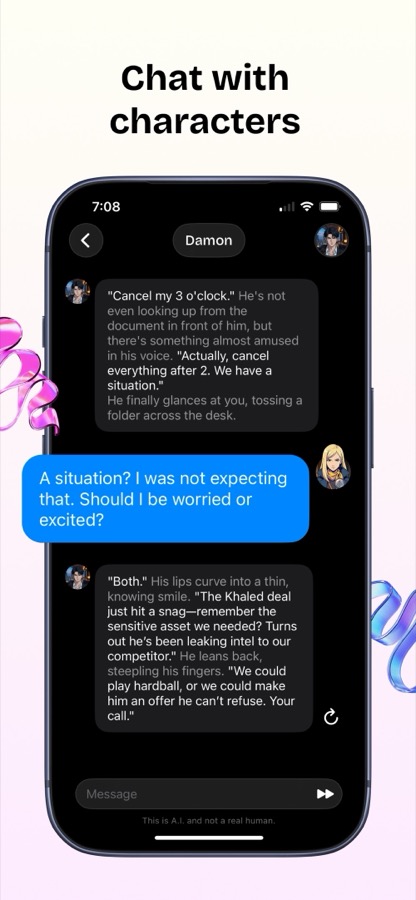 Chat with
characters
7:08
Damon
"Cancel my 3 o'clock." He's not
even looking up from the
document in front of him, but
there's something almost amused
in his voice. "Actually, cancel
everything after 2. We have a
situation."
He finally glances at you, tossing a
folder across the desk.
A situation? I was not expecting
that. Should I be worried or
excited?
"Both." His lips curve into a thin,
knowing smile. "The Khaled deal
just hit a snag—remember the
sensitive asset we needed? Turns
out he’s been leaking intel to our
competitor." He leans back,
steepling his fingers. "We could
play hardball, or we could make
him an offer he can’t refuse. Your
call."
Message
This is A.I. and not a real human.